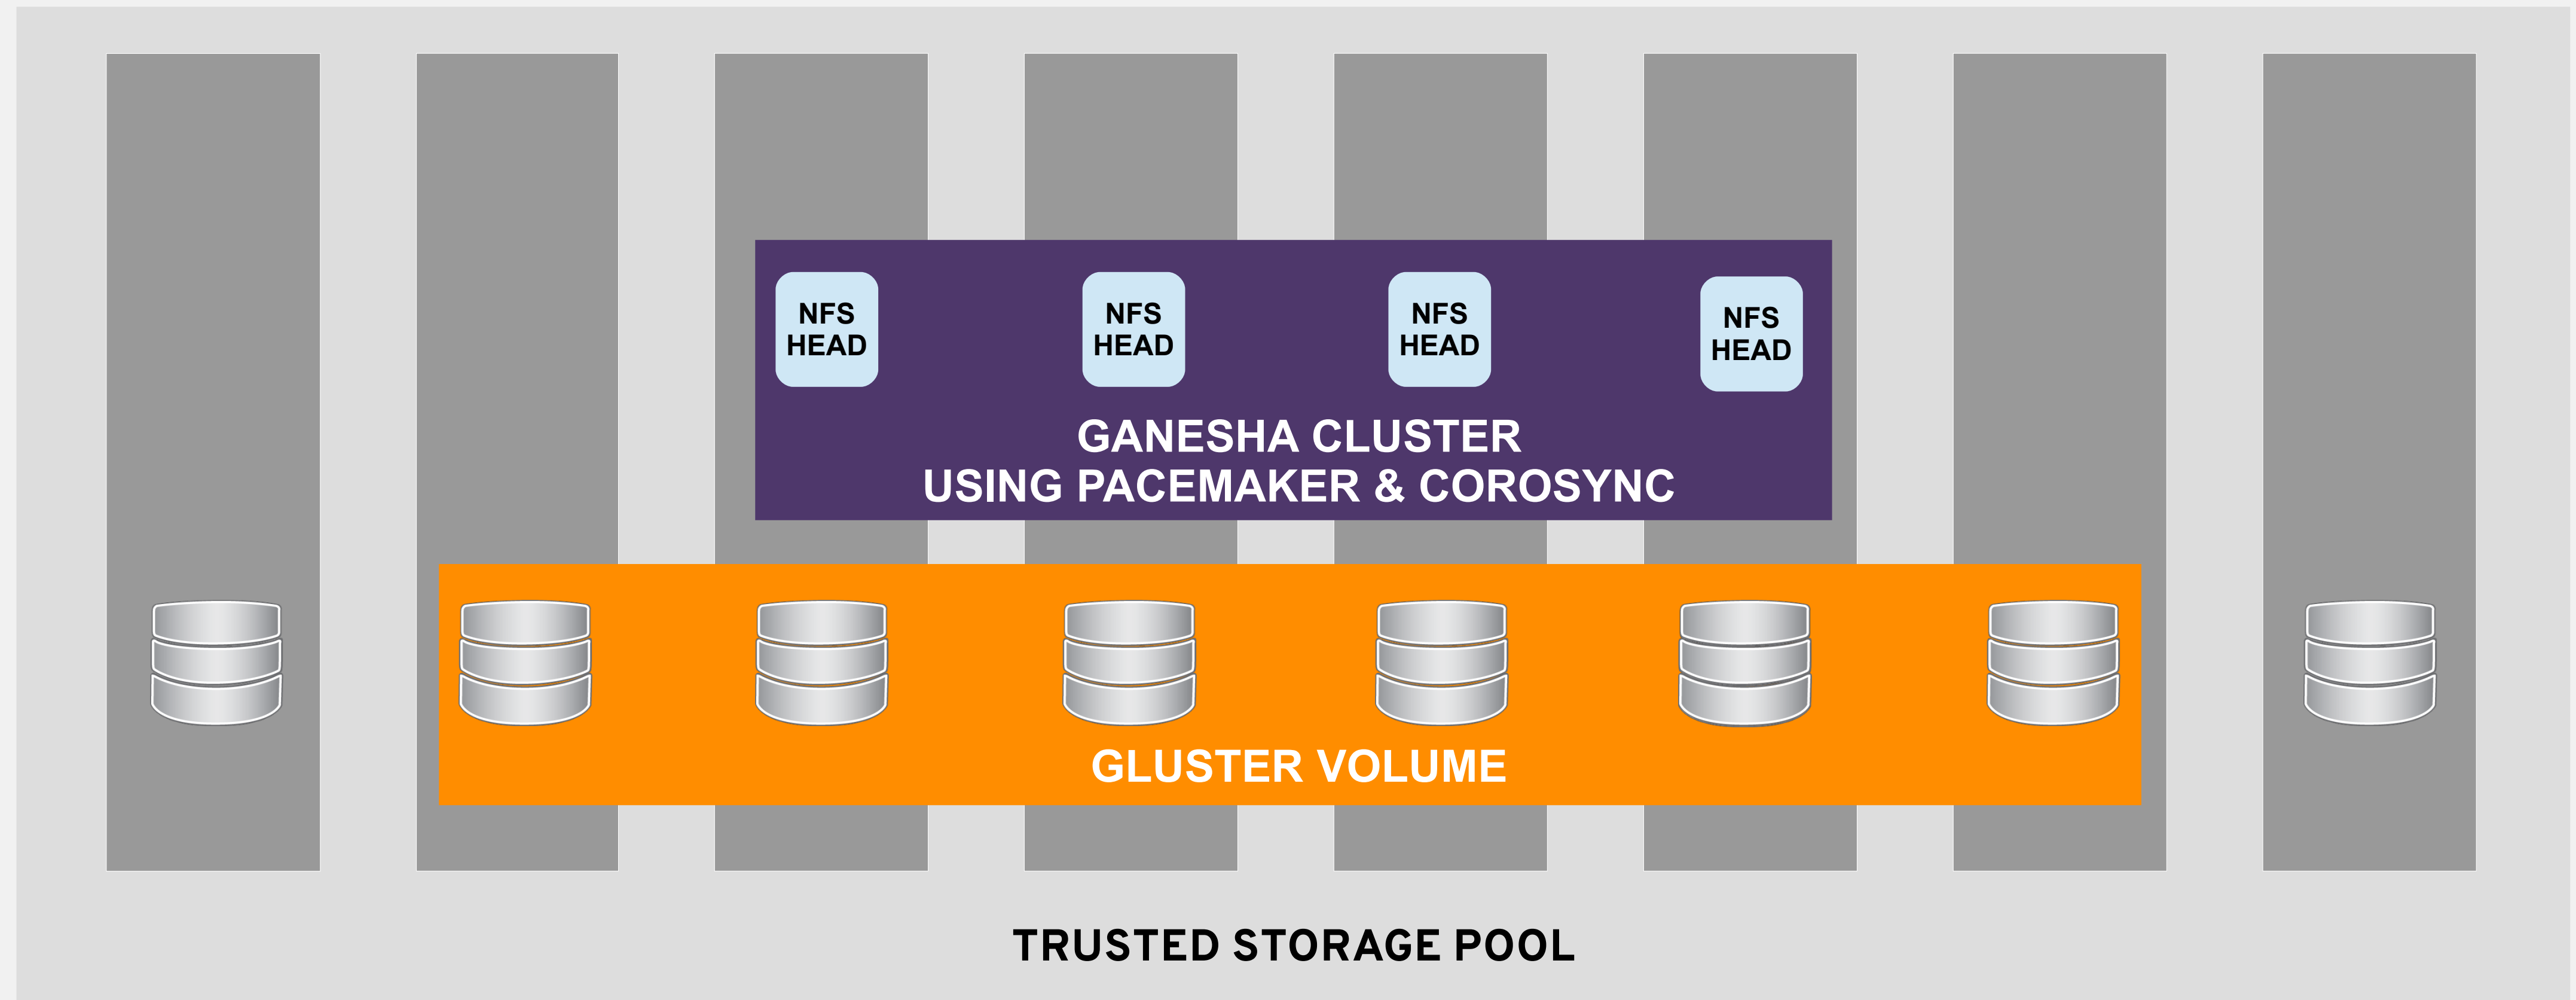 NFS
HEAD
NFS
HEAD
NFS
HEAD
NFS
HEAD
GANESHA CLUSTER
USING PACEMAKER & COROSYNC
GLUSTER VOLUME
TRUSTED STORAGE POOL